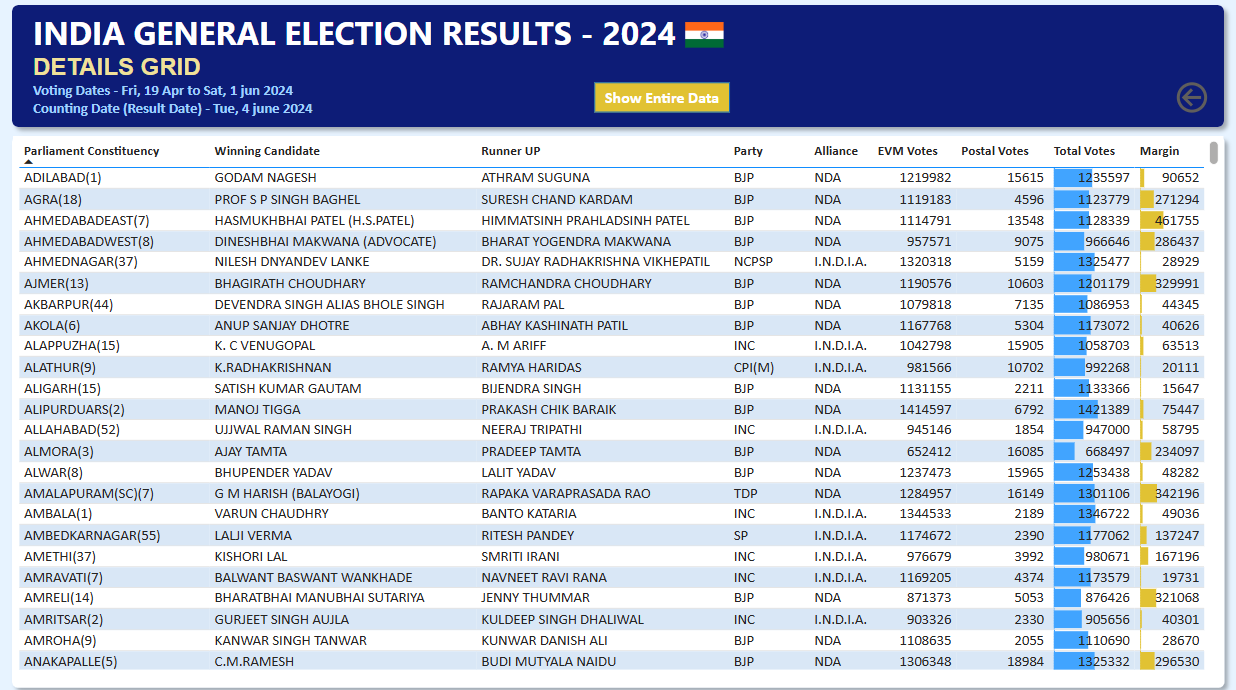 INDIA GENERAL ELECTION RESULTS - 2024
DETAILS GRID
Voting Dates - Fri, 19 Apr to Sat, 1 jun 2024
Counting Date (Result Date) - Tue, 4 june 2024
Show Entire Data
Parliament Constituency Winning Candidate Runner UP Party Alliance EVM Votes Postal Votes Total Votes Margin
ADILABAD(1) GODAM NAGESH ATHRAM SUGUNA BJP NDA 1219982 15615 1235597 90652
AGRA(18) PROF S P SINGH BAGHEL SURESH CHAND KARDAM BJP NDA 1119183 4596 1123779 271294
AHMEDABADEAST(7) HASMUKHBHAI PATEL (H.S.PATEL) HIMMATSINH PRAHLADSINH PATEL BJP NDA 1114791 13548 1128339 461755
AHMEDABADWEST(8) DINESHBHAI MAKWANA (ADVOCATE) BHARAT YOGENDRA MAKWANA BJP NDA 957571 9075 966646 286437
AHMEDNAGAR(37) NILESH DNYANDEV LANKE DR. SUJAY RADHAKRISHNA VIKHEPATIL NCPSP I.N.D.I.A. 1320318 5159 1325477 28929
AJMER(13) BHAGIRATH CHOUDHARY RAMCHANDRA CHOUDHARY BJP NDA 1190576 10603 1201179 329991
AKBARPUR(44) DEVENDRA SINGH ALIAS BHOLE SINGH RAJARAM PAL BJP NDA 1079818 7135 1086953 44345
AKOLA(6) ANUP SANJAY DHOTRE ABHAY KASHINATH PATIL BJP NDA 1167768 5304 1173072 40626
ALAPPUZHA(15) K. C VENUGOPAL A. M ARIFF INC I.N.D.I.A. 1042798 15905 1058703 63513
ALATHUR(9) K.RADHAKRISHNAN RAMYA HARIDAS CPI(M) I.N.D.I.A. 981566 10702 992268 20111
ALIGARH(15) SATISH KUMAR GAUTAM BIJENDRA SINGH BJP NDA 1131155 2211 1133366 15647
ALIPURDUARS(2) MANOJ TIGGA PRAKASH CHIK BARAIK BJP NDA 1414597 6792 1421389 75447
ALLAHABAD(52) UJJWAL RAMAN SINGH NEERAJ TRIPATHI INC I.N.D.I.A. 945146 1854 947000 58795
ALMORA(3) AJAY TAMTA PRADEEP TAMTA BJP NDA 652412 16085 668497 234097
ALWAR(8) BHUPENDER YADAV LALIT YADAV BJP NDA 1237473 15965 1253438 48282
AMALAPURAM(SC)(7) G M HARISH (BALAYOGI) RAPAKA VARAPRASADA RAO TDP NDA 1284957 16149 1301106 342196
AMBALA(1) VARUN CHAUDHRY BANTO KATARIA INC I.N.D.I.A. 1344533 2189 1346722 49036
AMBEDKARNAGAR(55) LALJI VERMA RITESH PANDEY SP I.N.D.I.A. 1174672 2390 1177062 137247
AMETHI(37) KISHORI LAL SMRITI IRANI INC I.N.D.I.A. 976679 3992 980671 167196
AMRAVATI(7) BALWANT BASWANT WANKHADE NAVNEET RAVI RANA INC I.N.D.I.A. 1169205 4374 1173579 19731
AMRELI(14) BHARATBHAI MANUBHAI SUTARIYA JENNY THUMMAR BJP NDA 871373 5053 876426 321068
AMRITSAR(2) GURJEET SINGH AUJLA KULDEEP SINGH DHALIWAL INC I.N.D.I.A. 903326 2330 905656 40301
AMROHA(9) KANWAR SINGH TANWAR KUNWAR DANISH ALI BJP NDA 1108635 2055 1110690 28670
ANAKAPALLE(5) C.M.RAMESH BUDI MUTYALA NAIDU BJP NDA 1306348 18984 1325332 296530